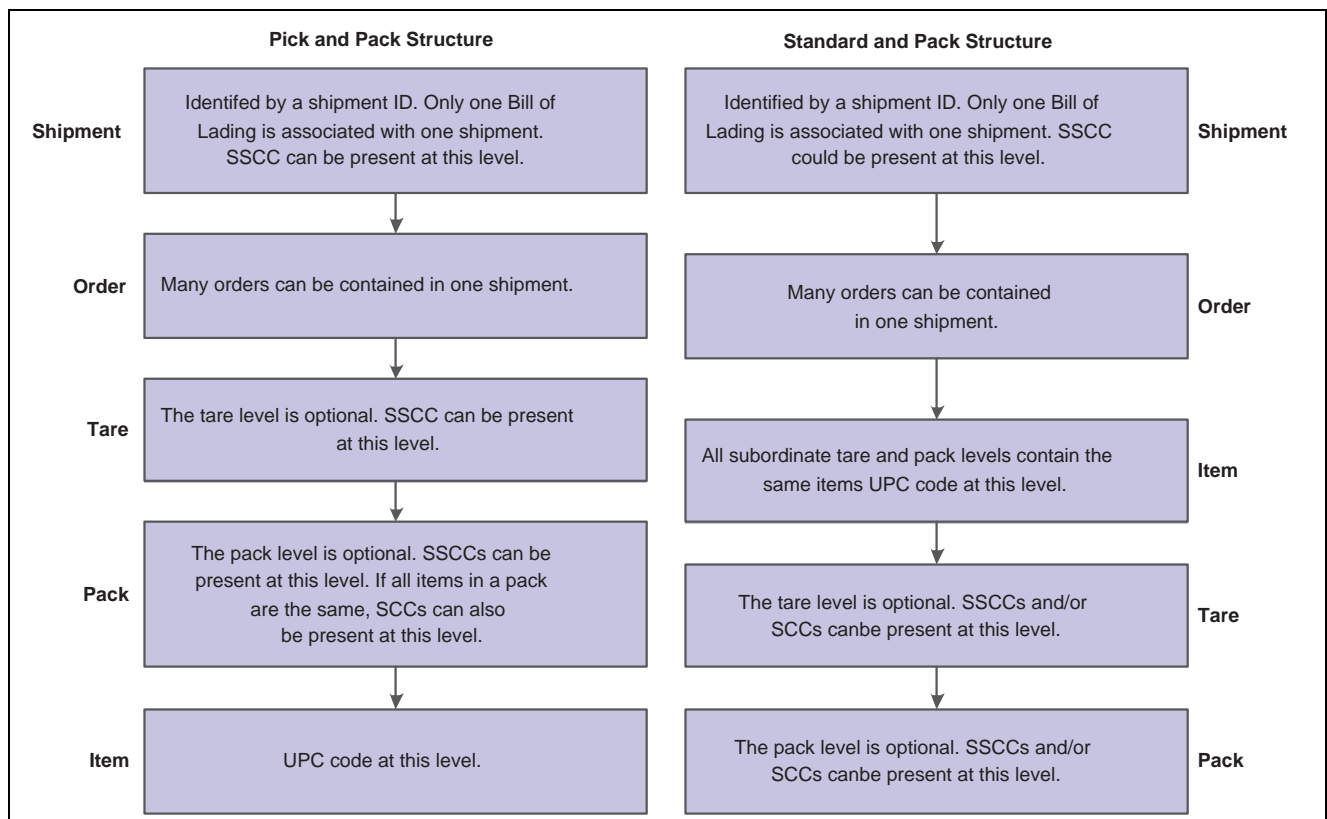 Pick and Pack Structure
Shipment
Identifed by a shipment ID. Only one Bill of
Lading is associated with one shipment.
SSCC can be present at this level.
Order
Many orders can be contained in one shipment.
Tare
The tare level is optional. SSCC can be present
at this level.
Pack
The pack level is optional. SSCCs can be
present at this level. If all items in a pack
are the same, SCCs can also
be present at this level.
Item
UPC code at this level.
Standard and Pack Structure
Identified by a shipment ID. Only one Bill of
Lading is associated with one shipment. SSCC
could be present at this level.
Shipment
Many orders can be contained
in one shipment.
Order
All subordinate tare and pack levels contain the
same items UPC code at this level.
Item
The tare level is optional. SSCCs and/or
SCCs canbe present at this level.
Tare
The pack level is optional. SSCCs and/or
SCCs canbe present at this level.
Pack